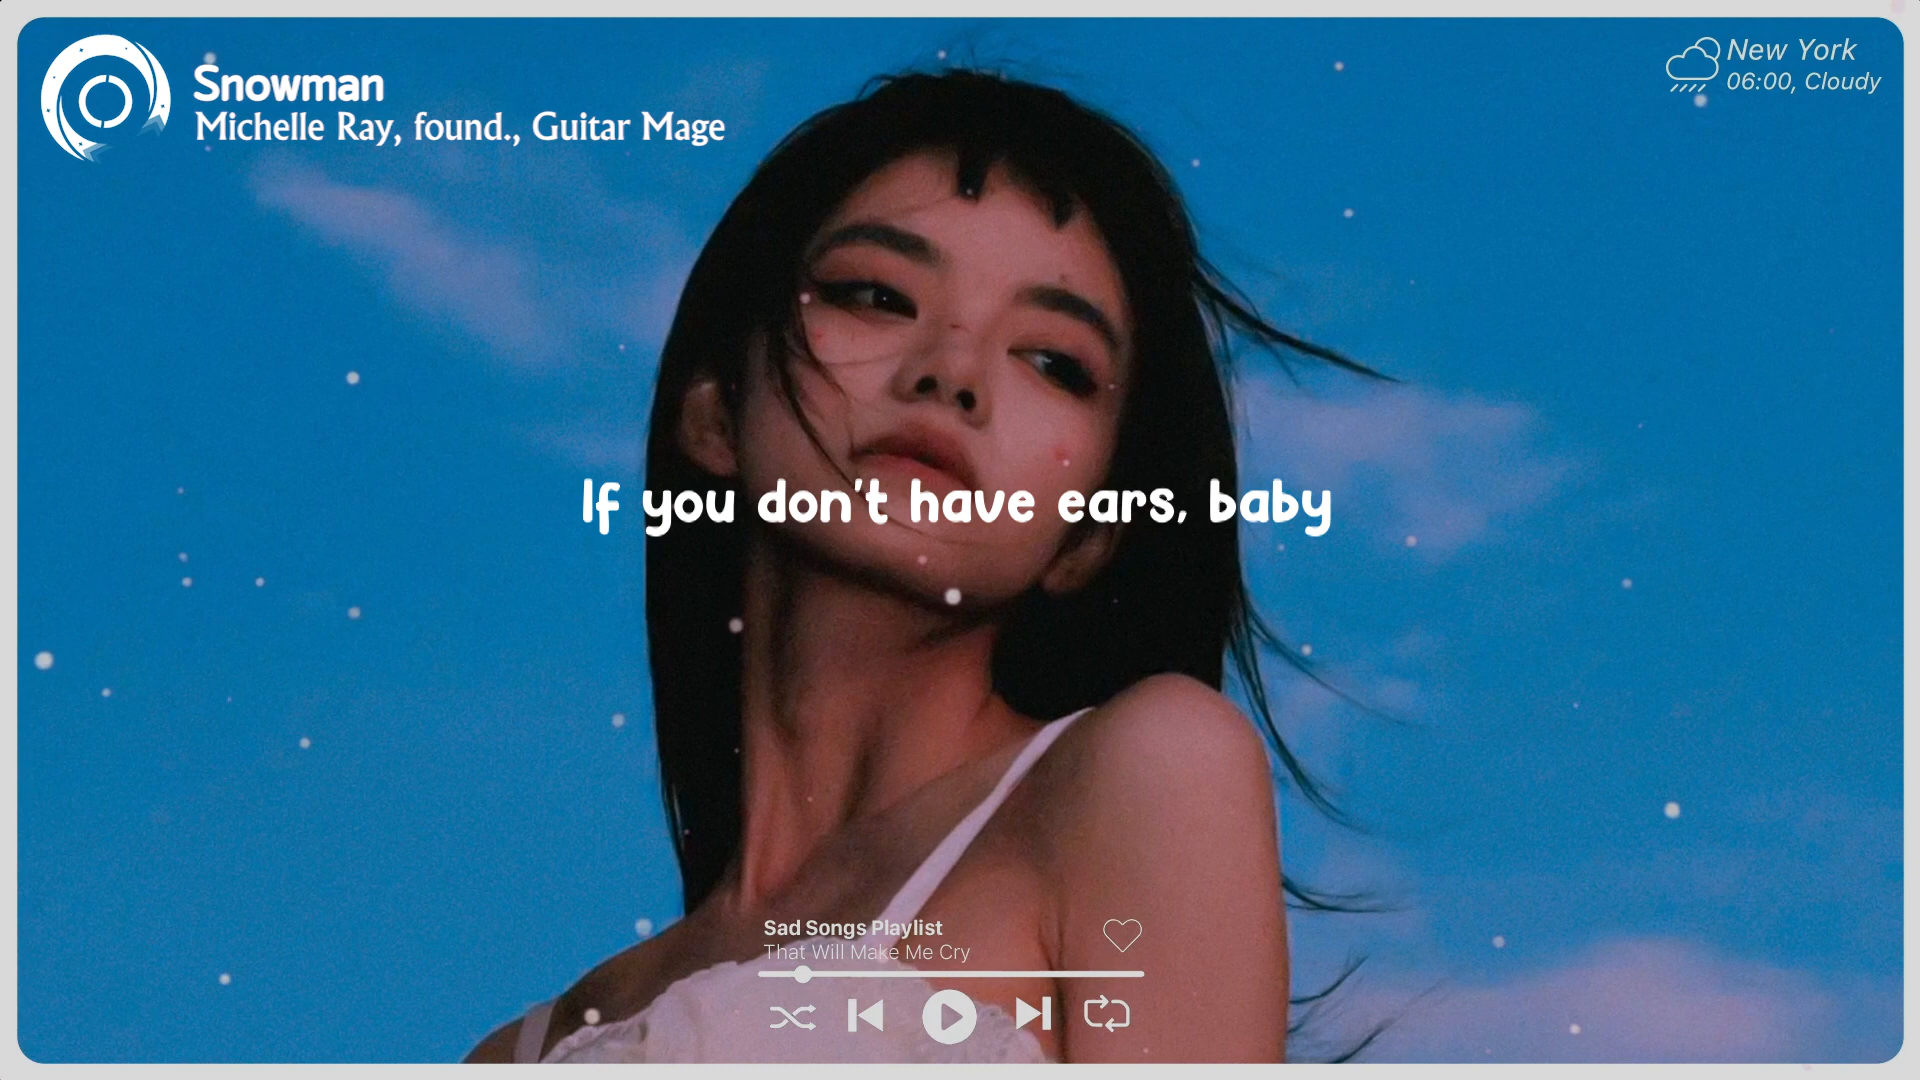 Snowman
Michelle Ray, found., Guitar Mage
New York
06:00, Cloudy
If you don't have ears, baby
Sad Songs Playlist
That Will Make Me Cry